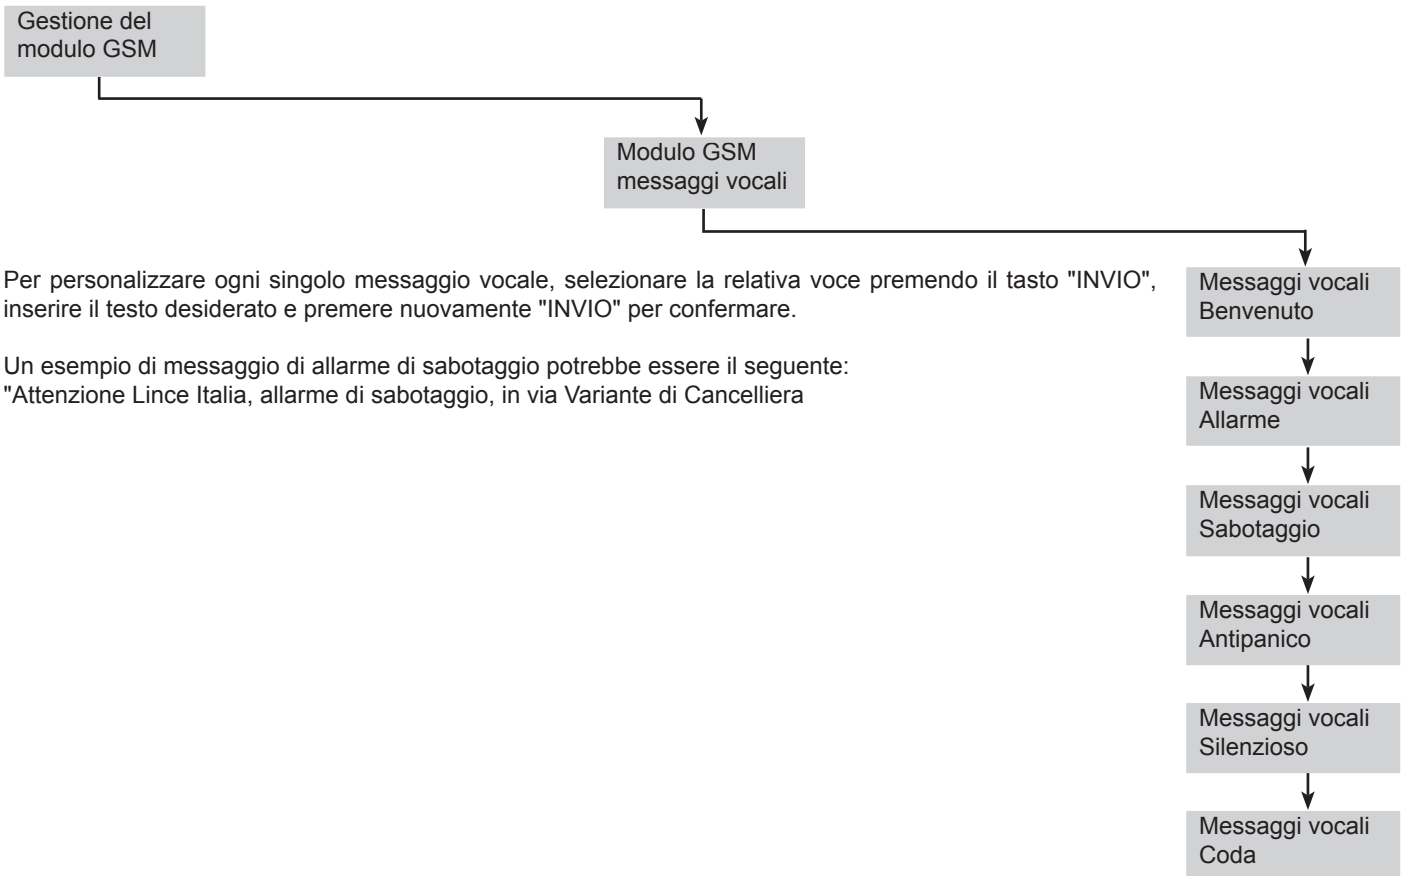 Gestione del
modulo GSM
Modulo GSM
messaggi vocali
Per personalizzare ogni singolo messaggio vocale, selezionare la relativa voce premendo il tasto "INVIO",
inserire il testo desiderato e premere nuovamente "INVIO" per confermare.
Un esempio di messaggio di allarme di sabotaggio potrebbe essere il seguente:
"Attenzione Lince Italia, allarme di sabotaggio, in via Variante di Cancelliera
Messaggi vocali
Benvenuto
Messaggi vocali
Allarme
Messaggi vocali
Sabotaggio
Messaggi vocali
Antipanico
Messaggi vocali
Silenzioso
Messaggi vocali
Coda